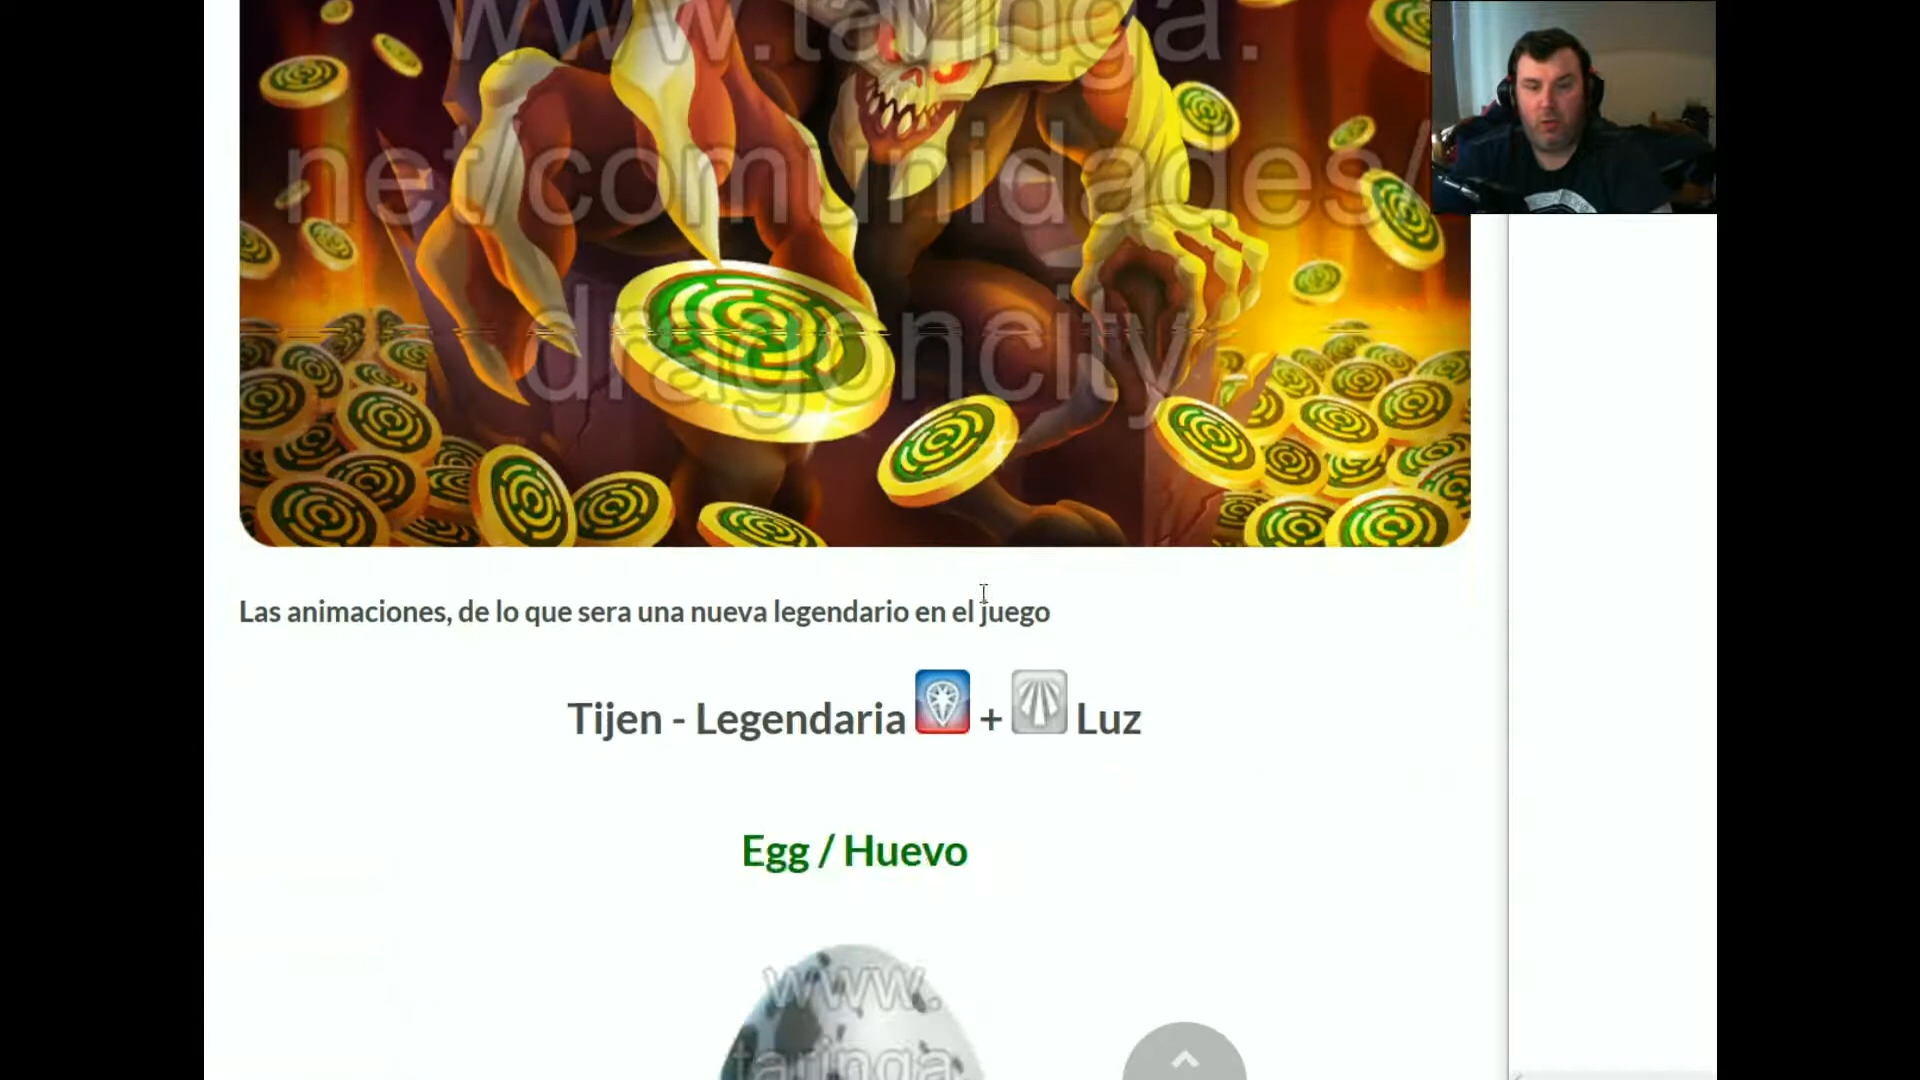 www.taringa.
net/comunidades/
dragoncity
Las animaciones, de lo que sera una nueva legendario en el juego
Tijen - Legendaria + Luz
Egg / Huevo
www.
taringa.